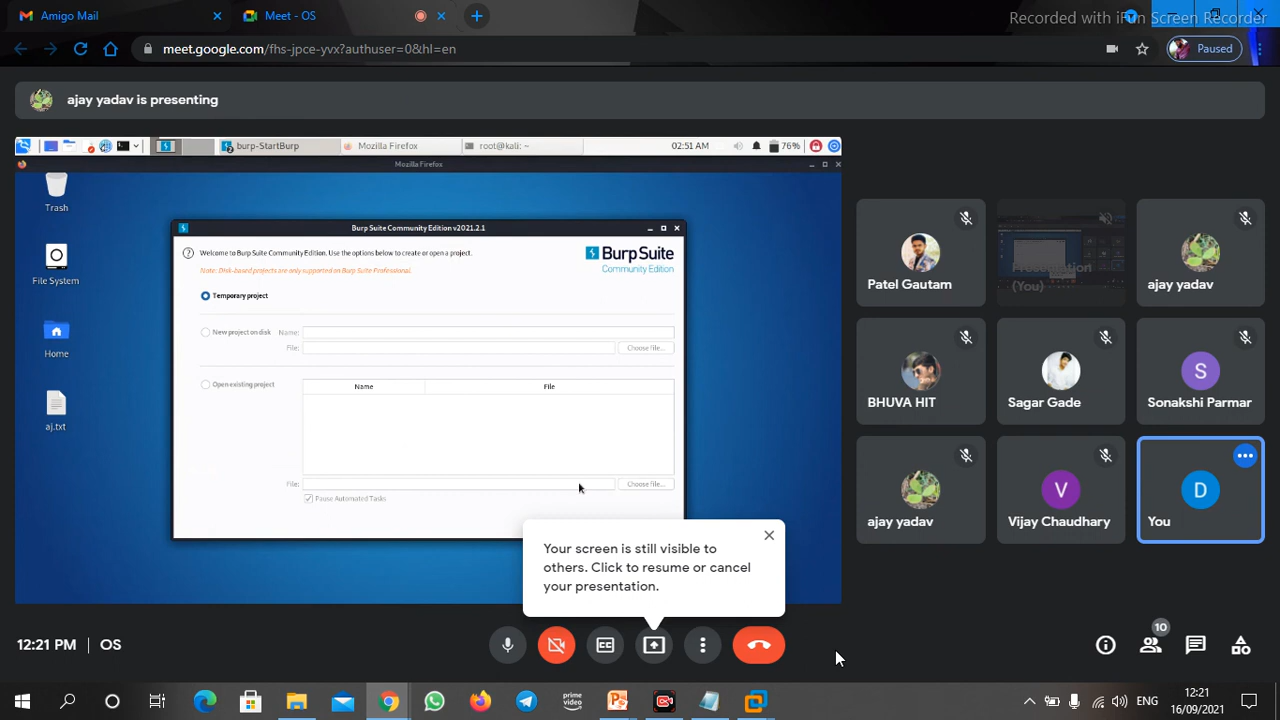 Amigo Mail
Meet - OS
Recorded with iFun Screen Recorder
meet.google.com/fhs-jpce-yvx?authuser=0&hl=en
Paused
ajay yadav is presenting
burp-StartBurp
Mozilla Firefox
root@kali: ~
02:51 AM
76%
Mozilla Firefox
Trash
File System
Home
aj.txt
Burp Suite Community Edition v2021.2.1
Welcome to Burp Suite Community Edition. Use the options below to create or open a project.
Note: Disk-based projects are only supported on Burp Suite Professional.
BurpSuite
Community Edition
Temporary project
New project on disk
Name:
File:
Choose file...
Open existing project
Name
File
File:
Choose file...
Pause Automated Tasks
Patel Gautam
Presentation
(You)
ajay yadav
BHUVA HIT
Sagar Gade
S
Sonakshi Parmar
ajay yadav
V
Vijay Chaudhary
D
You
Your screen is still visible to
others. Click to resume or cancel
your presentation.
12:21 PM | OS
CC
10
prime
video
ENG
12:21
16/09/2021